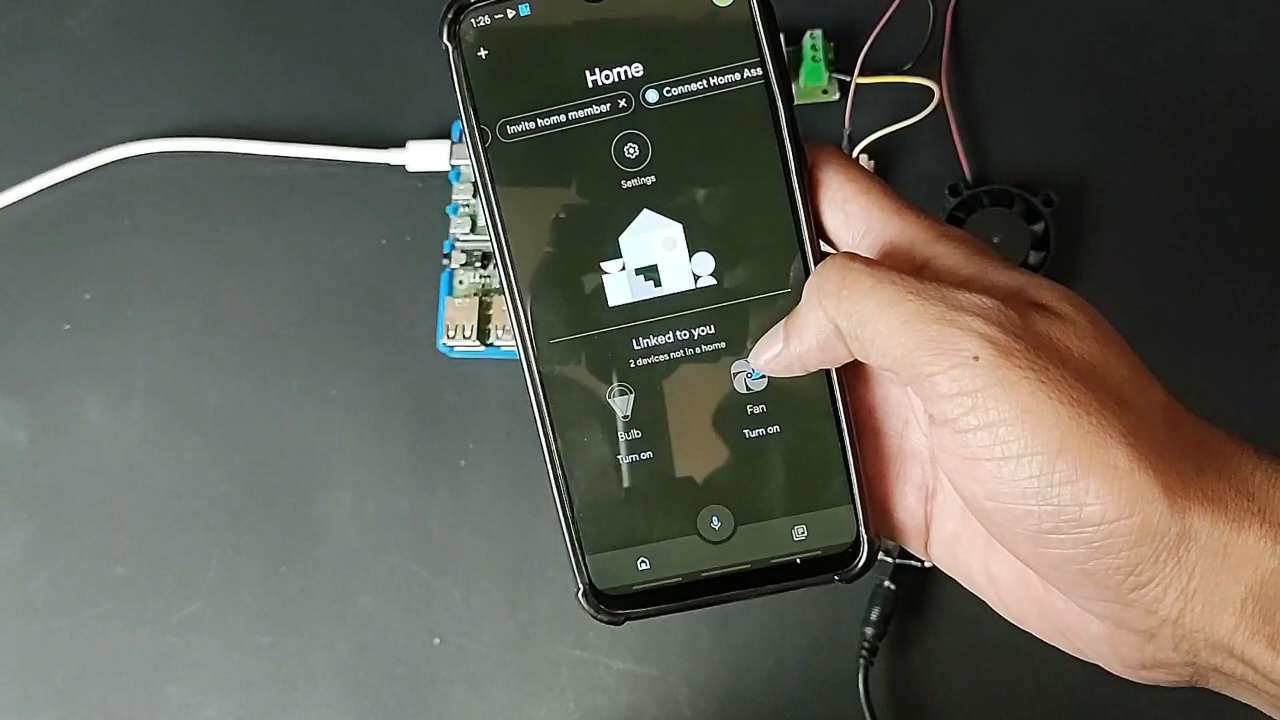 1:26
Home
Invite home member ×
Connect Home Ass
Settings
Linked to you
2 devices not in a home
Bulb
Turn on
Fan
Turn on